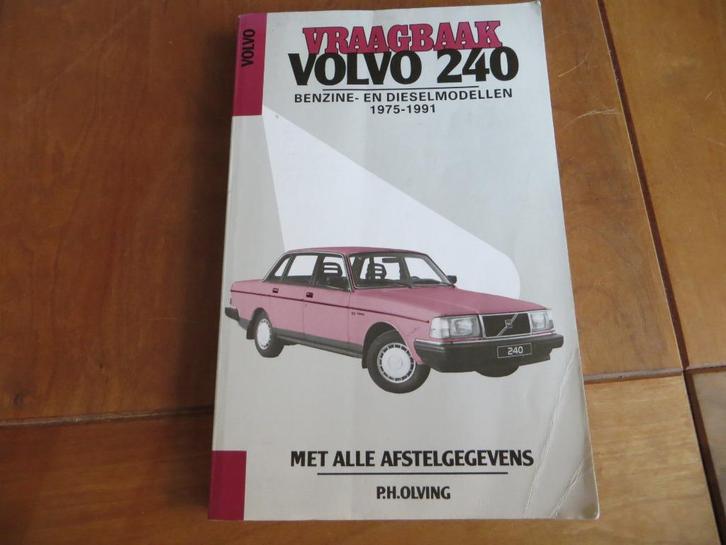 VOLVO
VRAAGBAAK
VOLVO 240
BENZINE- EN DIESELMODELLEN
1975-1991
240
MET ALLE AFSTELGEGEVENS
P.H.OLVING